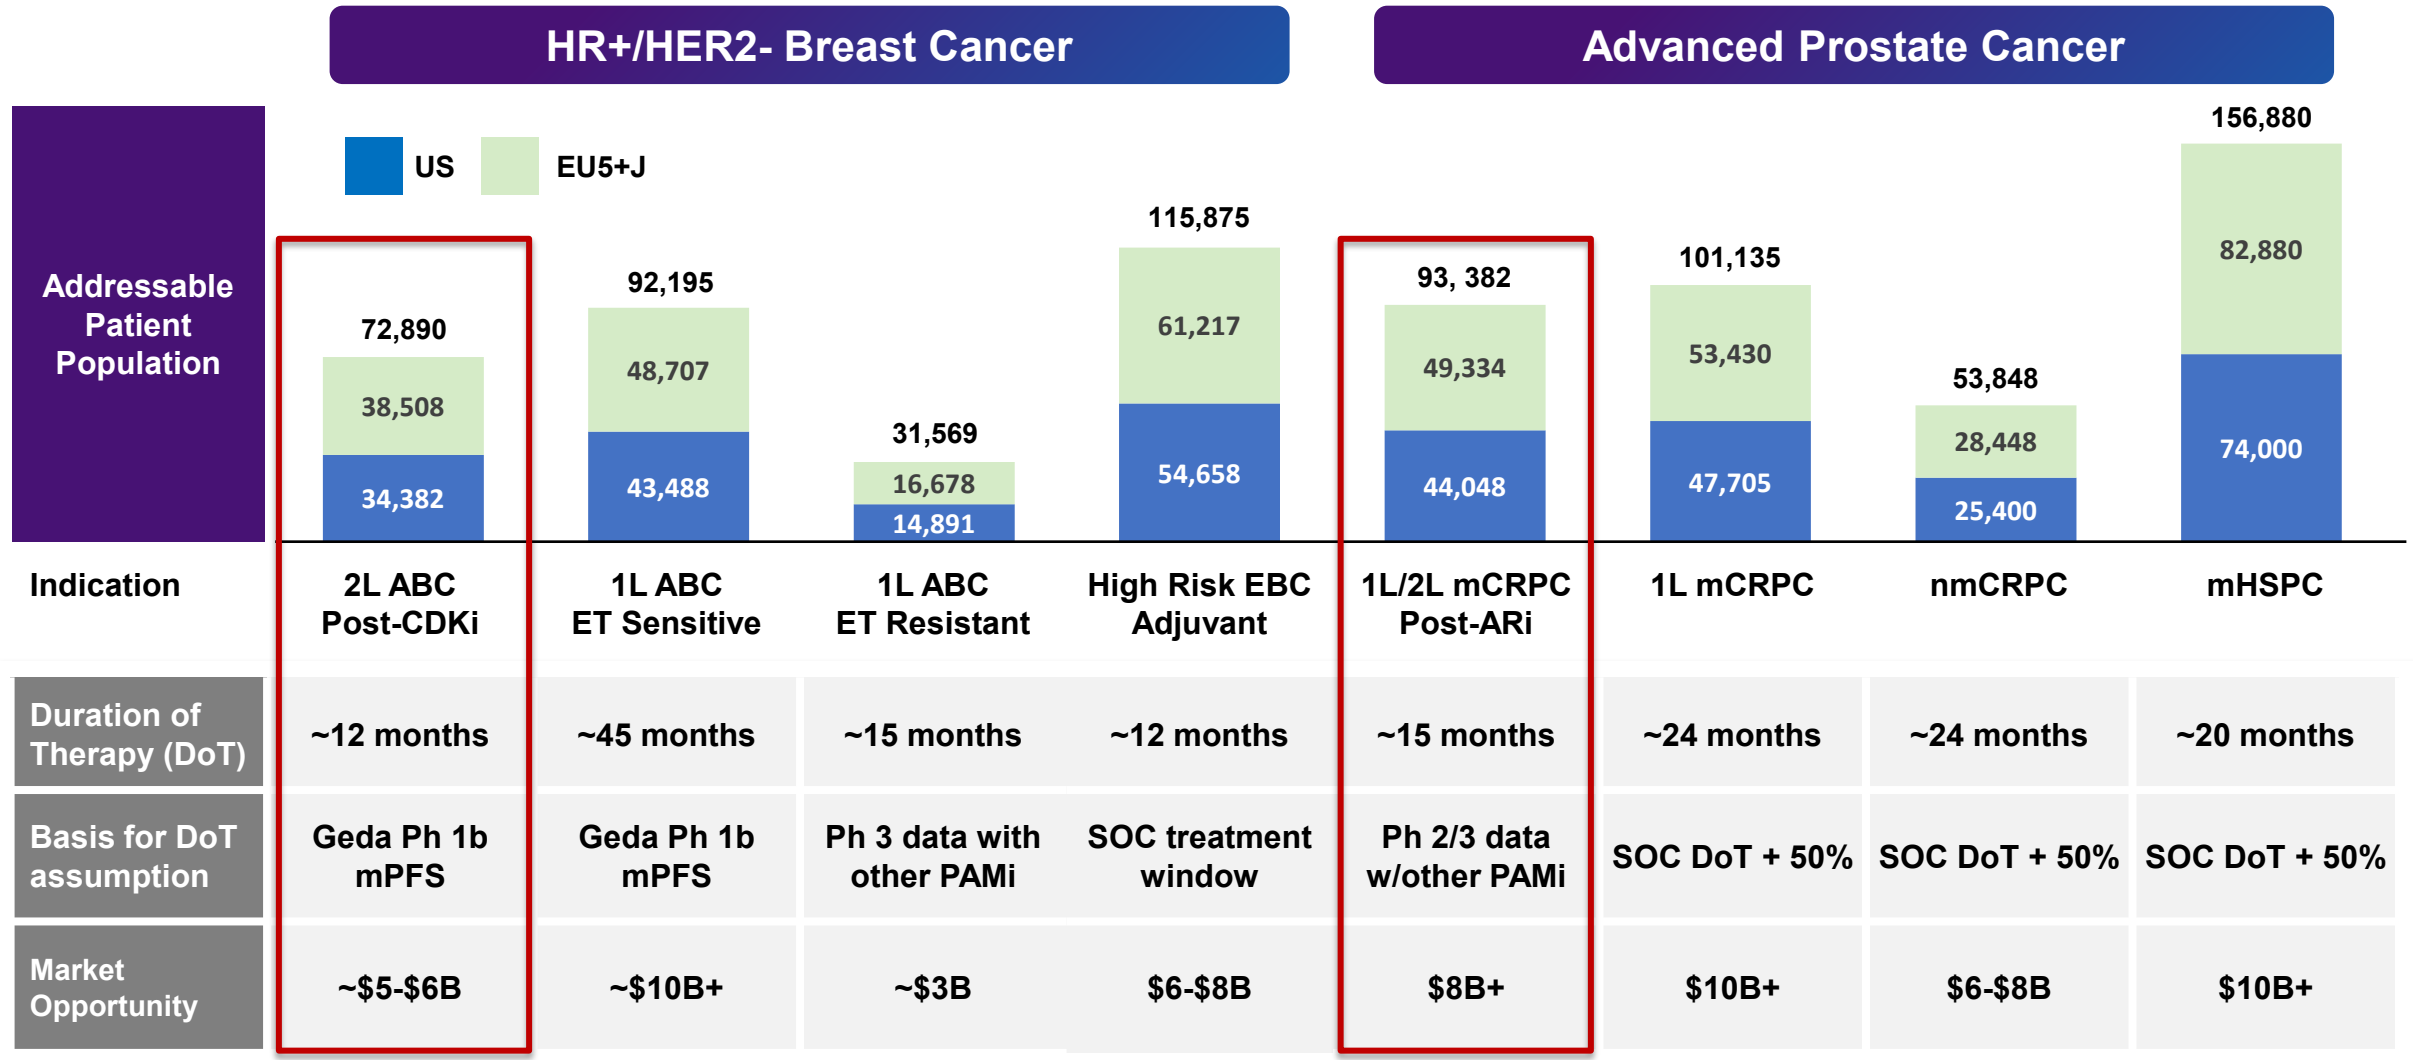 HR+/HER2- Breast Cancer
Advanced Prostate Cancer
US
EU5+J
Addressable
Patient
Population
72,890
38,508
34,382
92,195
48,707
43,488
31,569
16,678
14,891
115,875
61,217
54,658
93, 382
49,334
44,048
101,135
53,430
47,705
53,848
28,448
25,400
156,880
82,880
74,000
Indication
2L ABC
Post-CDKi
1L ABC
ET Sensitive
1L ABC
ET Resistant
High Risk EBC
Adjuvant
1L/2L mCRPC
Post-ARi
1L mCRPC
nmCRPC
mHSPC
Duration of
Therapy (DoT)
~12 months
~45 months
~15 months
~12 months
~15 months
~24 months
~24 months
~20 months
Basis for DoT
assumption
Geda Ph 1b
mPFS
Geda Ph 1b
mPFS
Ph 3 data with
other PAMi
SOC treatment
window
Ph 2/3 data
w/other PAMi
SOC DoT + 50%
SOC DoT + 50%
SOC DoT + 50%
Market
Opportunity
~$5-$6B
~$10B+
~$3B
$6-$8B
$8B+
$10B+
$6-$8B
$10B+